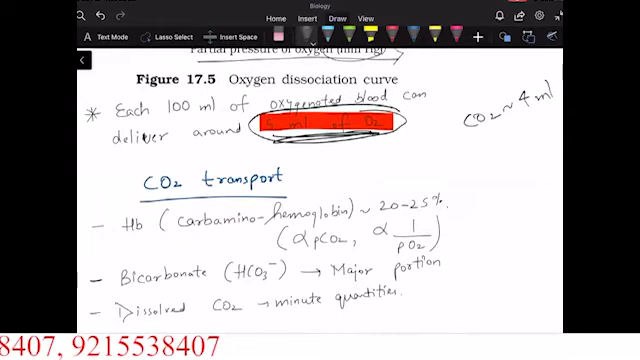 Biology
Home Insert Draw View
Text Mode Lasso Select Insert Space
Partial pressure of oxygen (mm Hg)
Figure 17.5 Oxygen dissociation curve
* Each 100 ml of oxygenated blood can
deliver around 5 ml of O2
CO2 ~ 4 ml
CO2 transport
- Hb (Carbamino-hemoglobin) ~ 20-25%.
(α pCO2, α 1/pO2)
- Bicarbonate (HCO3⁻) → Major portion
- Dissolved CO2 → minute quantities.
8407, 9215538407